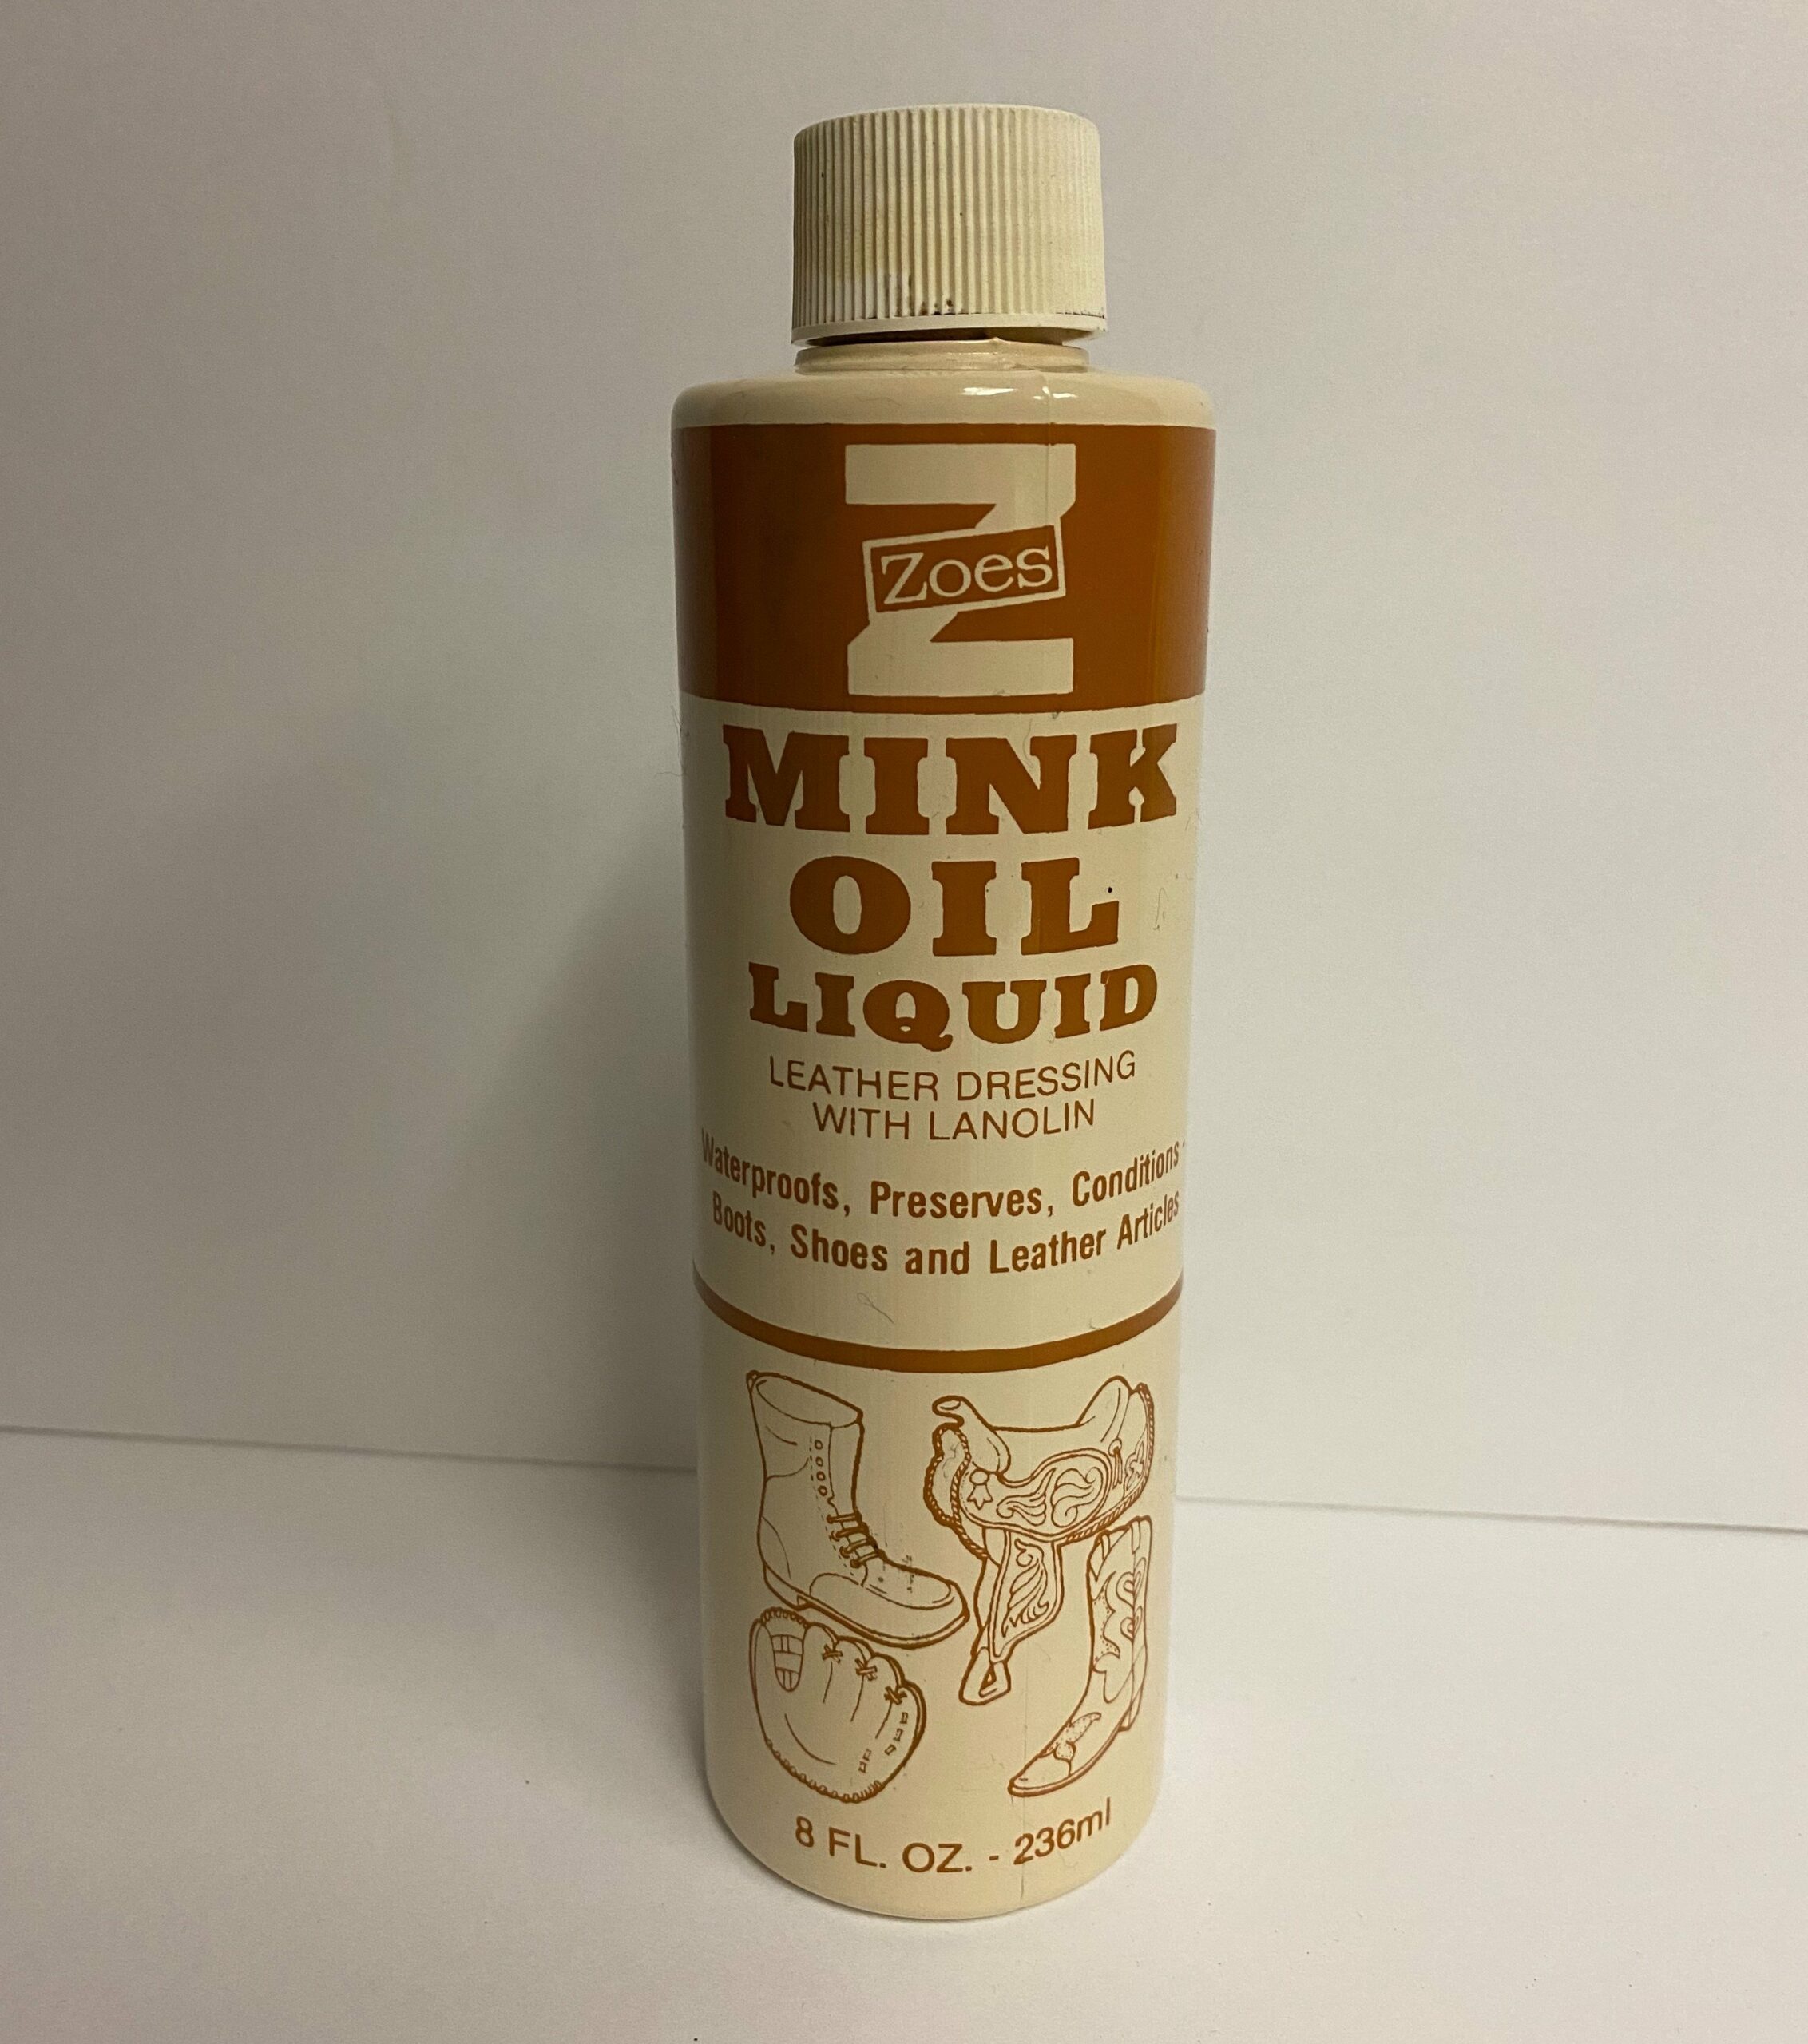 Z
Zoes
MINK
OIL
LIQUID
LEATHER DRESSING
WITH LANOLIN
Waterproofs, Preserves, Conditions -
Boots, Shoes and Leather Articles
8 FL. OZ. - 236ml